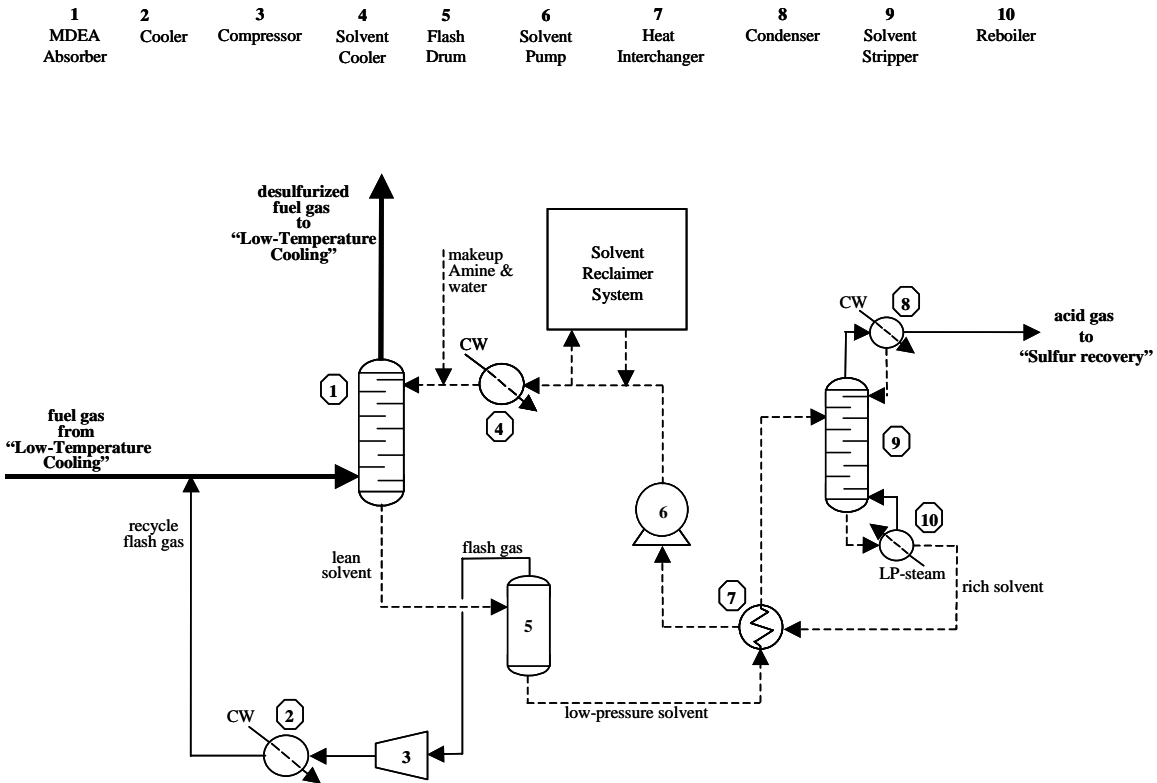 1 2 3 4 5 6 7 8 9 10
MDEA Cooler Compressor Solvent Flash Solvent Heat Condenser Solvent Reboiler
Absorber Cooler Drum Pump Interchanger Stripper
desulfurized
fuel gas
to
“Low-Temperature
Cooling”
makeup
Amine &
water
Solvent
Reclaimer
System
CW
8
acid gas
to
“Sulfur recovery”
CW
1
4
9
fuel gas
from
“Low-Temperature
Cooling”
6
10
recycle
flash gas
flash gas
lean
solvent
LP-steam
rich solvent
7
5
low-pressure solvent
CW
2
3